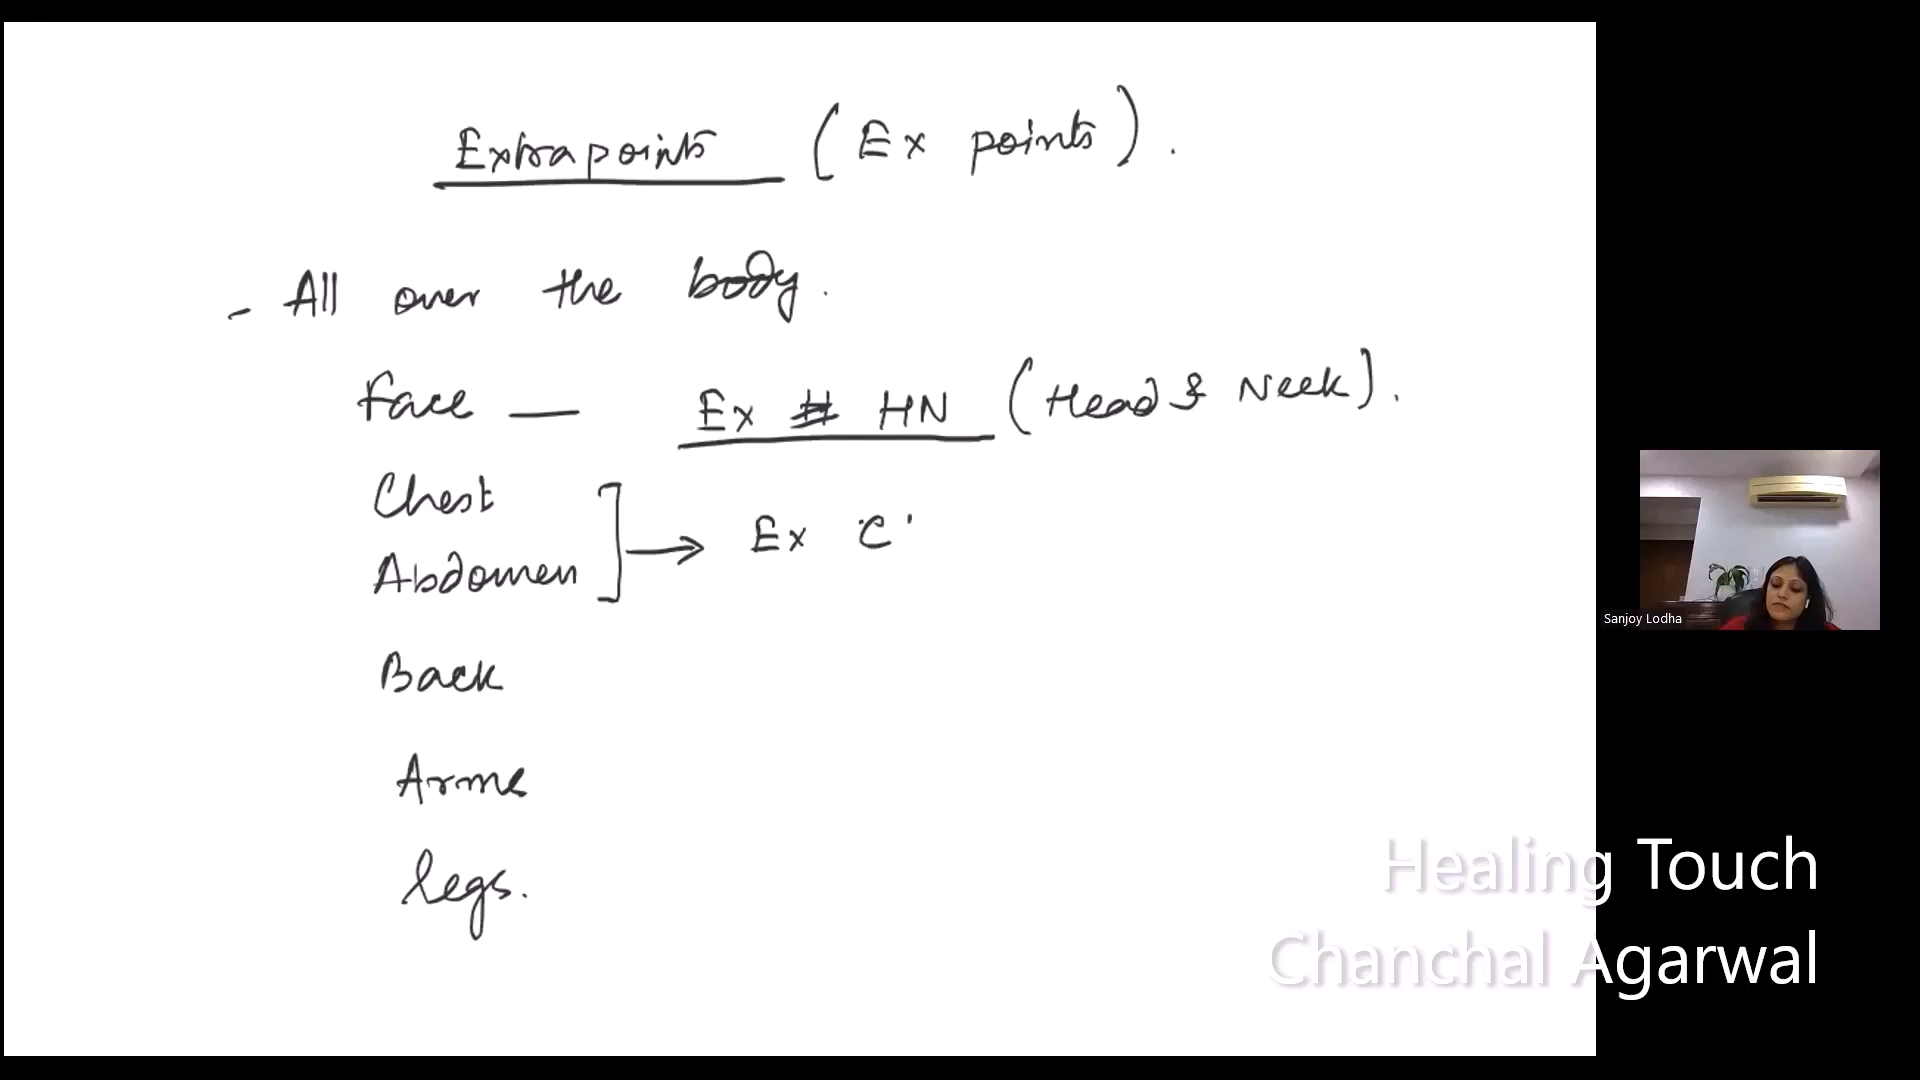 Extrapoints (Ex points).
- All over the body.
Face — Ex HN (Head & Neck).
Chest
Abdomen → Ex C
Back
Arms
legs.
Sanjoy Lodha
Healing Touch
Chanchal Agarwal